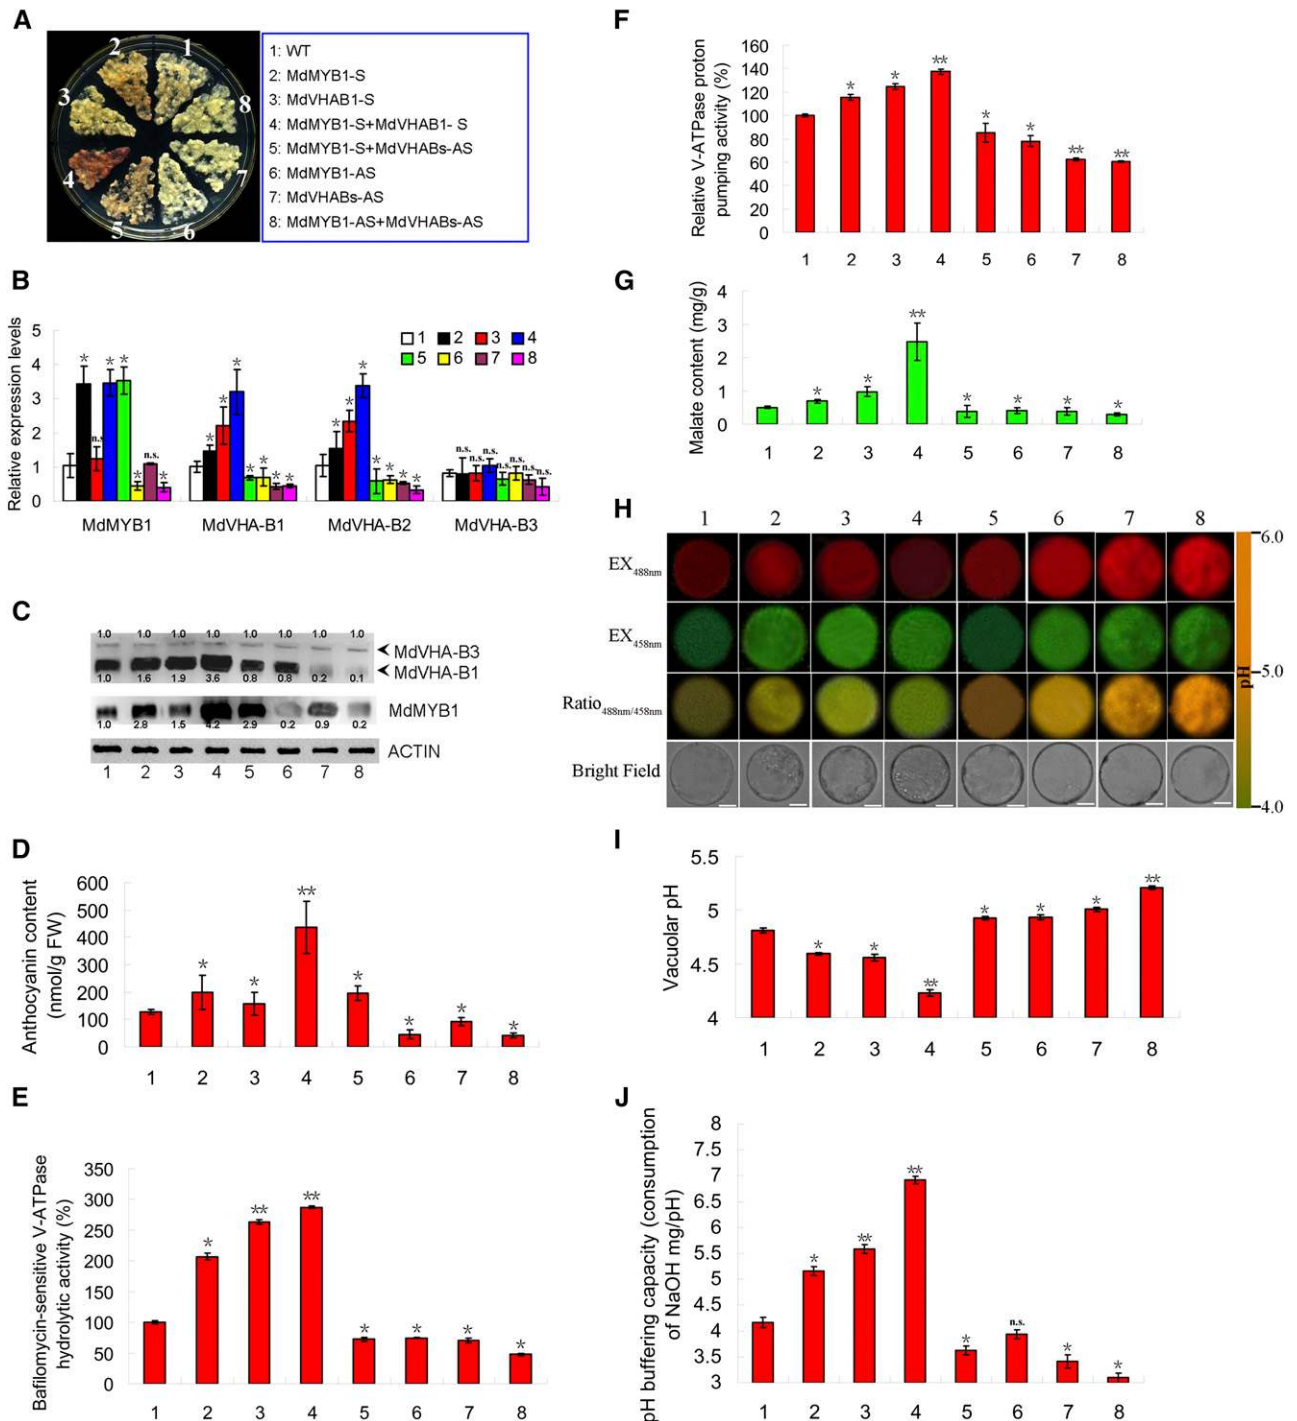 A
2 1
3 8
4 7
5 6
1: WT
2: MdMYB1-S
3: MdVHAB1-S
4: MdMYB1-S+MdVHAB1- S
5: MdMYB1-S+MdVHABs-AS
6: MdMYB1-AS
7: MdVHABs-AS
8: MdMYB1-AS+MdVHABs-AS
B
Relative expression levels
5
4
3
2
1
0
1 2 3 4
5 6 7 8
* n.s. * * * n.s. *
* * * * * * *
* * * * * * *
n.s. n.s. n.s. n.s. n.s. n.s. n.s.
MdMYB1 MdVHA-B1 MdVHA-B2 MdVHA-B3
C
1.0 1.0 1.0 1.0 1.0 1.0 1.0 1.0
MdVHA-B3
MdVHA-B1
1.0 1.6 1.9 3.6 0.8 0.8 0.2 0.1
MdMYB1
1.0 2.8 1.5 4.2 2.9 0.2 0.9 0.2
ACTIN
1 2 3 4 5 6 7 8
D
Anthocyanin content
(nmol/g FW)
600
500
400
300
200
100
0
* * ** * * * *
1 2 3 4 5 6 7 8
E
Bafilomycin-sensitive V-ATPase
hydrolytic activity (%)
350
300
250
200
150
100
50
0
* ** ** * * * *
1 2 3 4 5 6 7 8
F
Relative V-ATPase proton
pumping activity (%)
160
140
120
100
80
60
40
20
0
* * ** * * ** **
1 2 3 4 5 6 7 8
G
Malate content (mg/g)
4
3
2
1
0
* * ** * * * *
1 2 3 4 5 6 7 8
H
1 2 3 4 5 6 7 8
EX488nm
EX458nm
Ratio488nm/458nm
Bright Field
6.0
5.0
pH
4.0
I
Vacuolar pH
5.5
5
4.5
4
* * ** * * * **
1 2 3 4 5 6 7 8
J
pH buffering capacity (consumption
of NaOH mg/pH)
8
7.5
7
6.5
6
5.5
5
4.5
4
3.5
3
* ** ** * n.s. * *
1 2 3 4 5 6 7 8